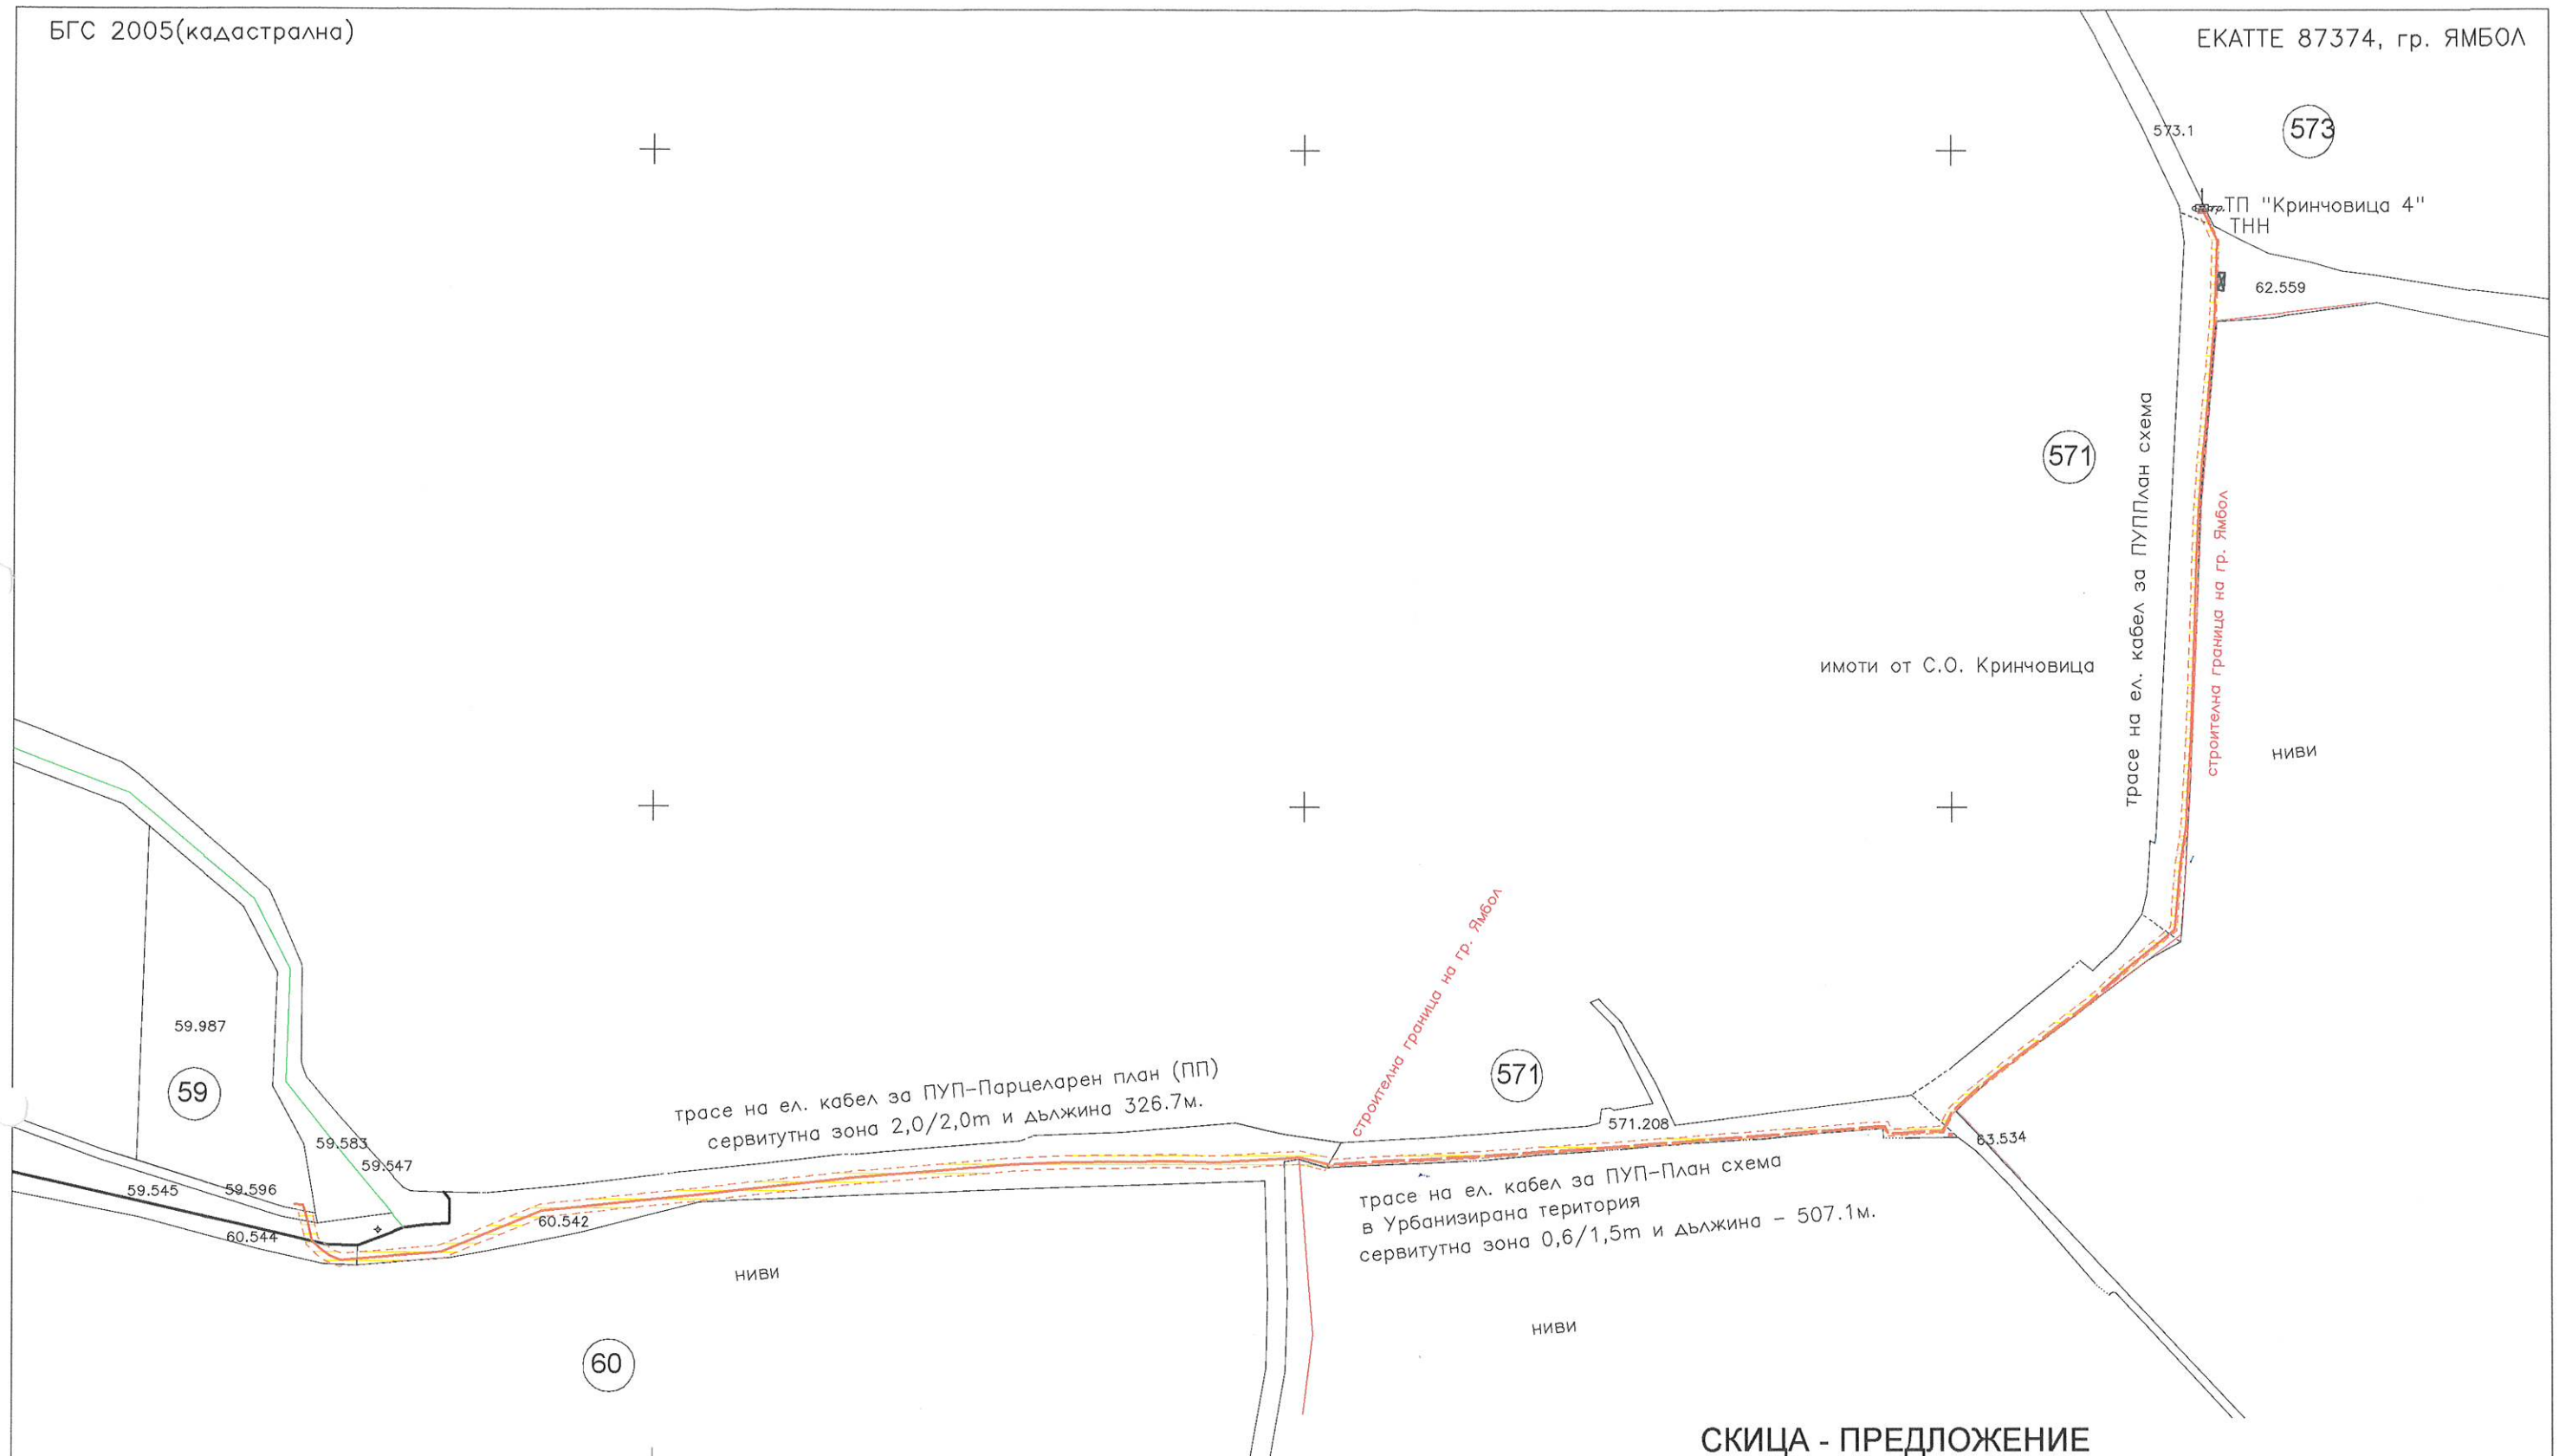 БГС 2005(кадастрална)
ЕКАТТЕ 87374, гр. ЯМБОЛ
573
573.1
ТП "Кринчовица 4"
ТНН
62.559
571
трасе на ел. кабел за ПУППлан схема
строителна граница на гр. Ямбол
имоти от С.О. Кринчовица
ниви
59.987
59
59.583
59.547
59.545
59.596
60.544
60.542
трасе на ел. кабел за ПУП-Парцеларен план (ПП)
сервитутна зона 2,0/2,0m и дължина 326.7м.
строителна граница на гр. Ямбол
571
571.208
63.534
трасе на ел. кабел за ПУП-План схема
в Урбанизирана територия
сервитутна зона 0,6/1,5m и дължина - 507.1м.
ниви
ниви
60
СКИЦА - ПРЕДЛОЖЕНИЕ